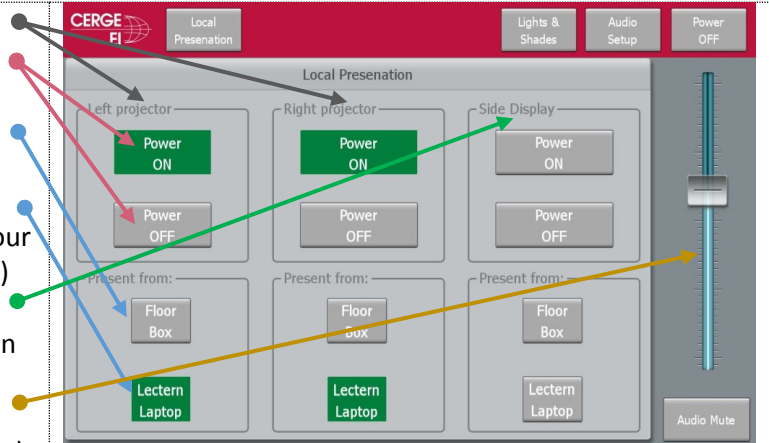 CERGE
EI
Local
Presenation
Lights &
Shades
Audio
Setup
Power
OFF
Local Presenation
Left projector
Right projector
Side Display
Power
ON
Power
ON
Power
ON
our
Power
OFF
Power
OFF
Power
OFF
)
Present from:
Present from:
Present from:
Floor
Box
Floor
Box
Floor
Box
n
Lectern
Laptop
Lectern
Laptop
Lectern
Laptop
Audio Mute